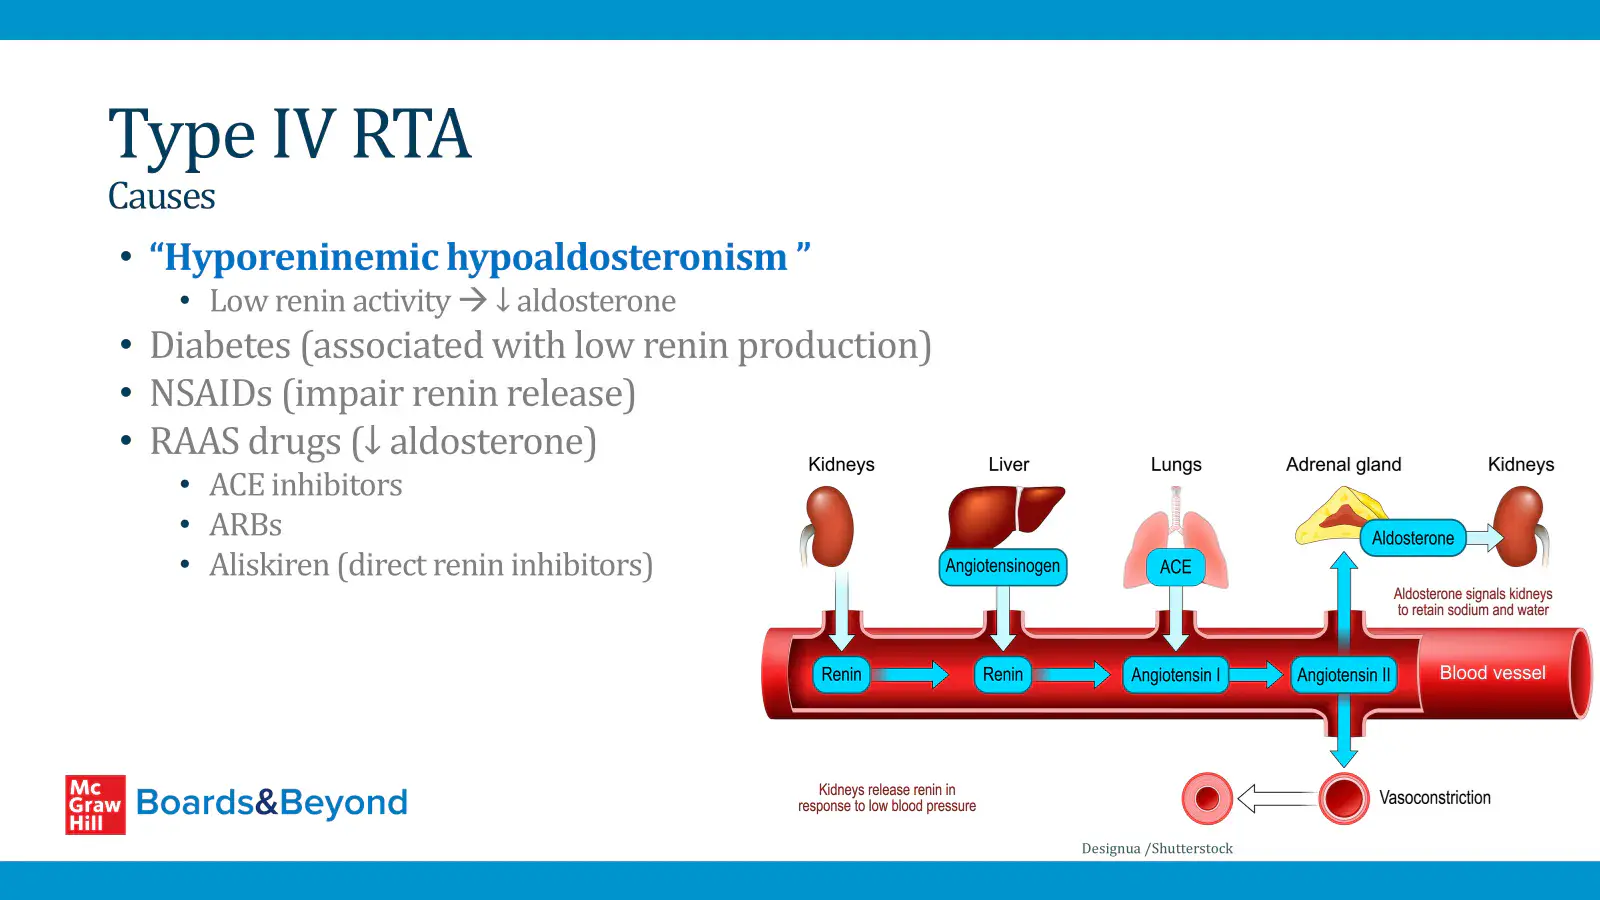 Type IV RTA
Causes
• “Hyporeninemic hypoaldosteronism ”
• Low renin activity → ↓ aldosterone
• Diabetes (associated with low renin production)
• NSAIDs (impair renin release)
• RAAS drugs (↓ aldosterone)
• ACE inhibitors
• ARBs
• Aliskiren (direct renin inhibitors)
Kidneys
Liver
Lungs
Adrenal gland
Kidneys
Angiotensinogen
ACE
Aldosterone
Aldosterone signals kidneys
to retain sodium and water
Renin
Renin
Angiotensin I
Angiotensin II
Blood vessel
Kidneys release renin in
response to low blood pressure
Vasoconstriction
Mc
Graw
Hill
Boards&Beyond
Designua /Shutterstock